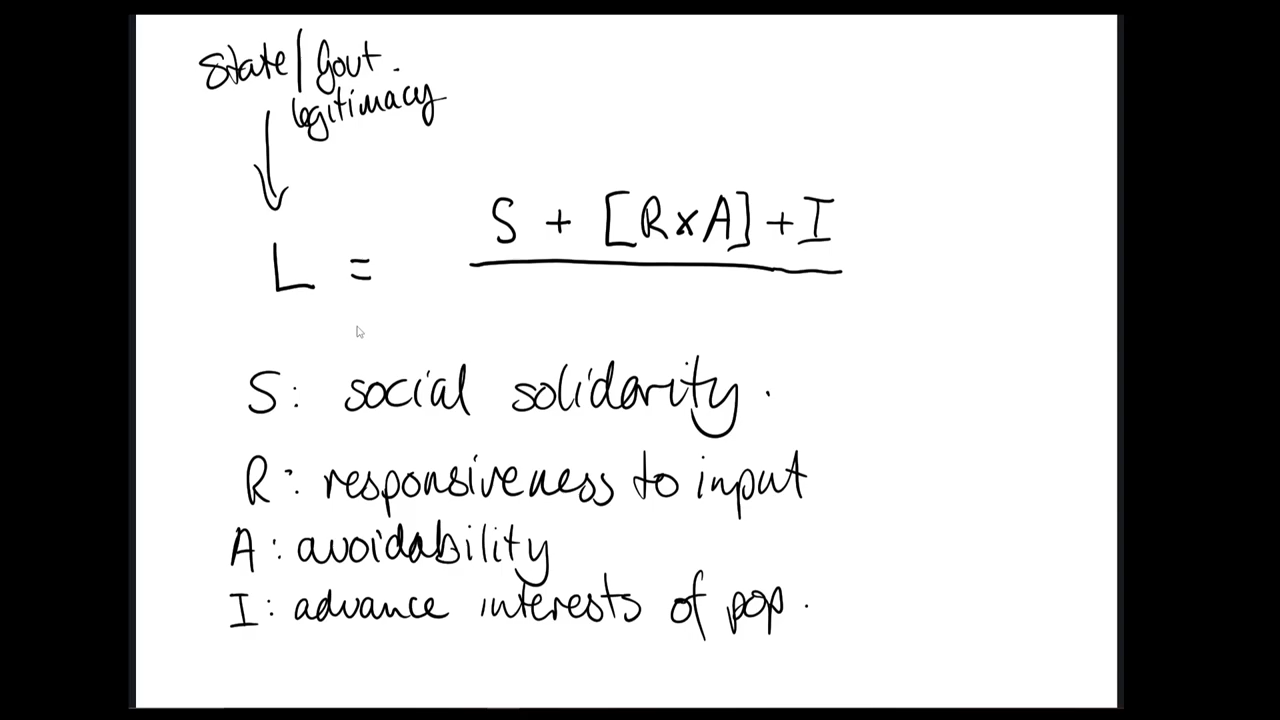 State/Govt.
legitimacy
S + [R x A] + I
L =
S: social solidarity.
R: responsiveness to input
A: avoidability
I: advance interests of pop.